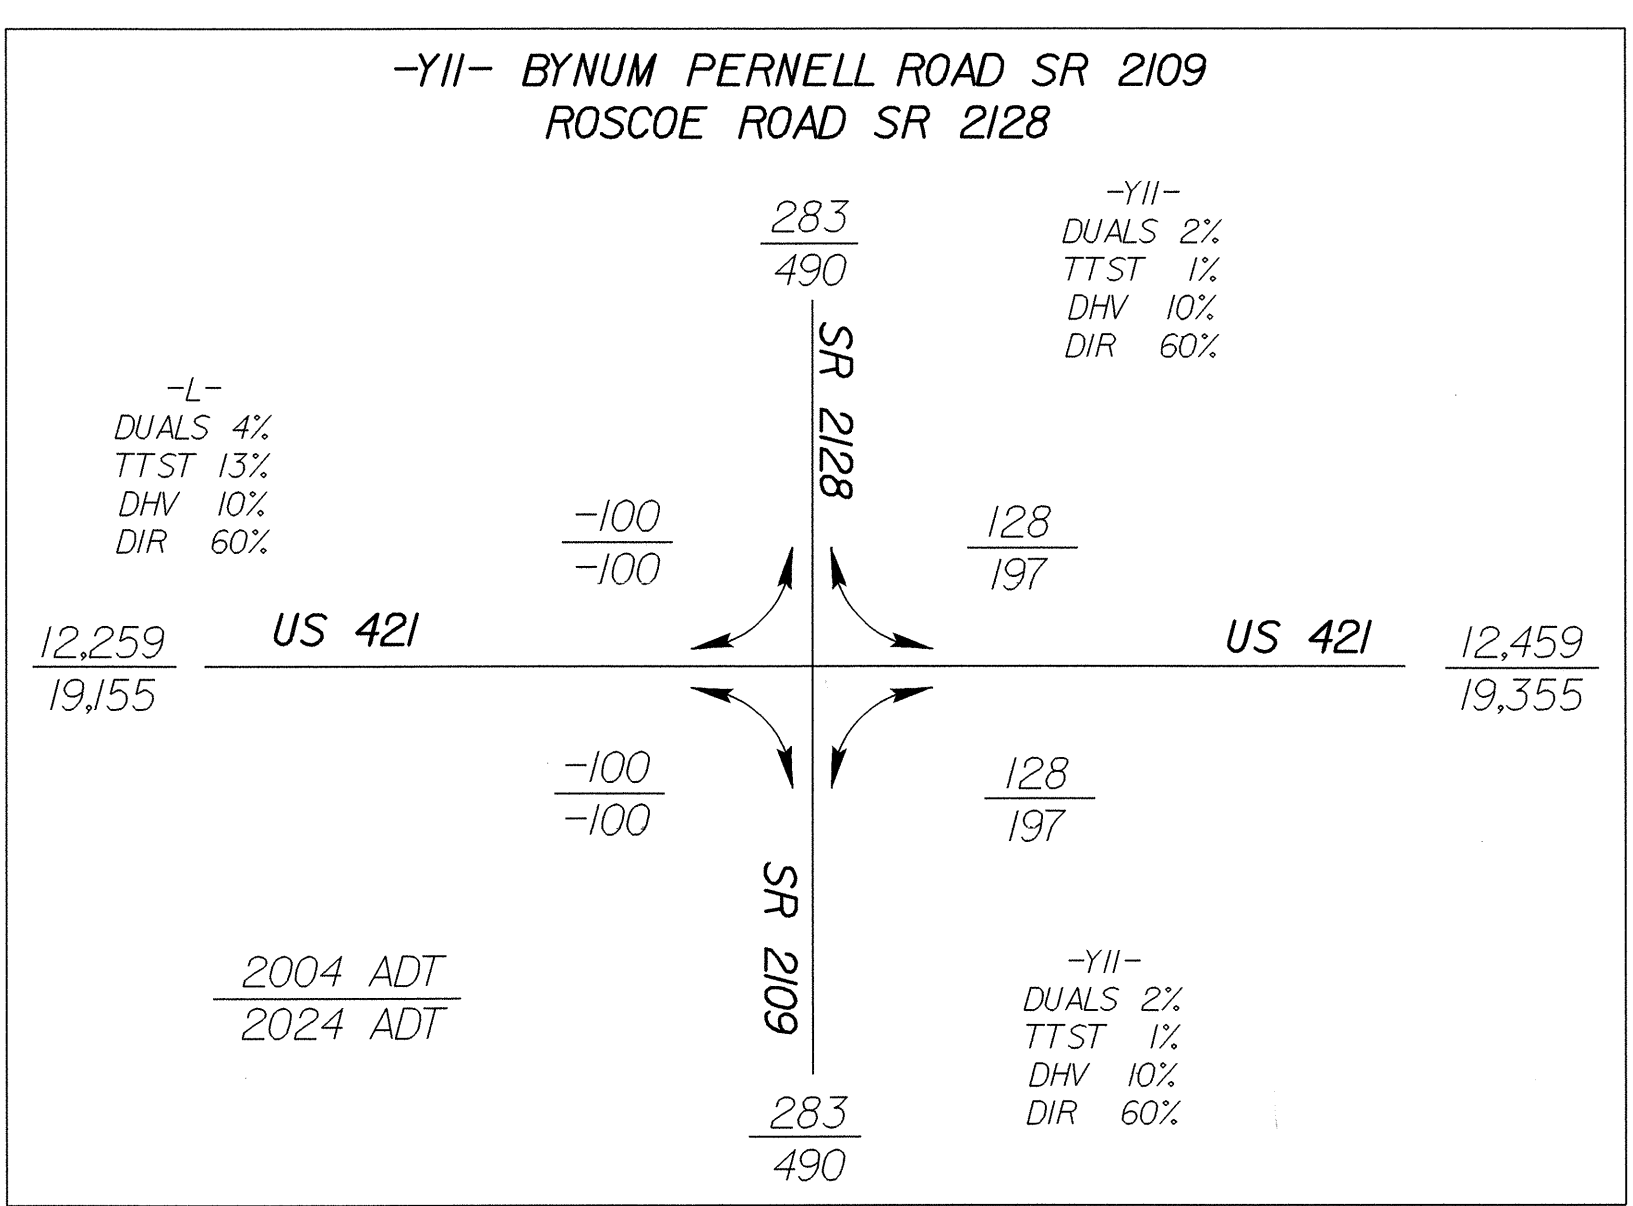 -Y11- BYNUM PERNELL ROAD SR 2109
ROSCOE ROAD SR 2128
283
490
-Y11-
DUALS 2%
TTST 1%
DHV 10%
DIR 60%
SR 2128
-L-
DUALS 4%
TTST 13%
DHV 10%
DIR 60%
-100
-100
128
197
12,259
19,155
US 421
US 421
12,459
19,355
-100
-100
128
197
SR 2109
2004 ADT
2024 ADT
-Y11-
DUALS 2%
TTST 1%
DHV 10%
DIR 60%
283
490